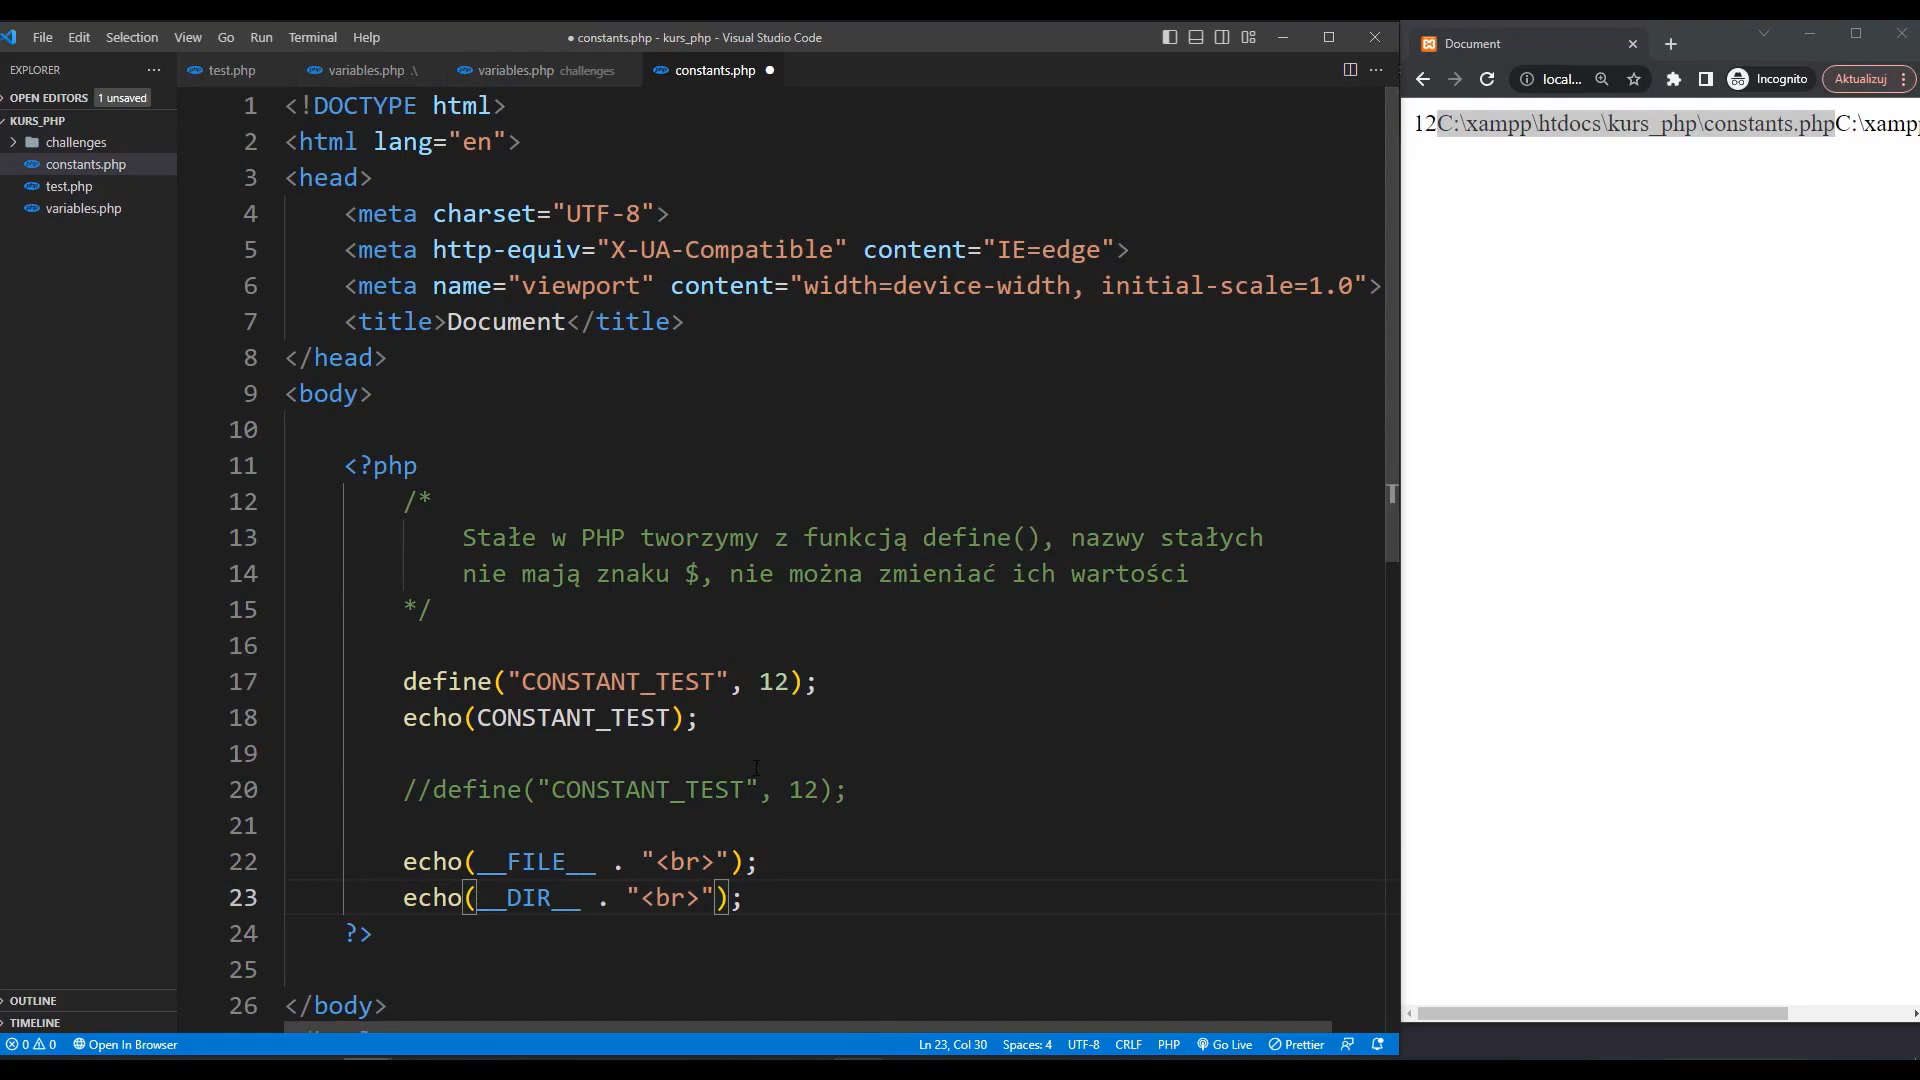 File Edit Selection View Go Run Terminal Help
● constants.php - kurs_php - Visual Studio Code
EXPLORER
test.php
variables.php .\
variables.php challenges
constants.php ●
OPEN EDITORS 1 unsaved
KURS_PHP
challenges
constants.php
test.php
variables.php
OUTLINE
TIMELINE
1 <!DOCTYPE html>
2 <html lang="en">
3 <head>
4 <meta charset="UTF-8">
5 <meta http-equiv="X-UA-Compatible" content="IE=edge">
6 <meta name="viewport" content="width=device-width, initial-scale=1.0">
7 <title>Document</title>
8 </head>
9 <body>
10
11 <?php
12 /*
13 Stałe w PHP tworzymy z funkcją define(), nazwy stałych
14 nie mają znaku $, nie można zmieniać ich wartości
15 */
16
17 define("CONSTANT_TEST", 12);
18 echo(CONSTANT_TEST);
19
20 //define("CONSTANT_TEST", 12);
21
22 echo(__FILE__ . "<br>");
23 echo(__DIR__ . "<br>");
24 ?>
25
26 </body>
0 0 Open In Browser
Ln 23, Col 30 Spaces: 4 UTF-8 CRLF PHP Go Live Prettier
Document
local... Incognito Aktualizuj
12C:\xampp\htdocs\kurs_php\constants.phpC:\xampp